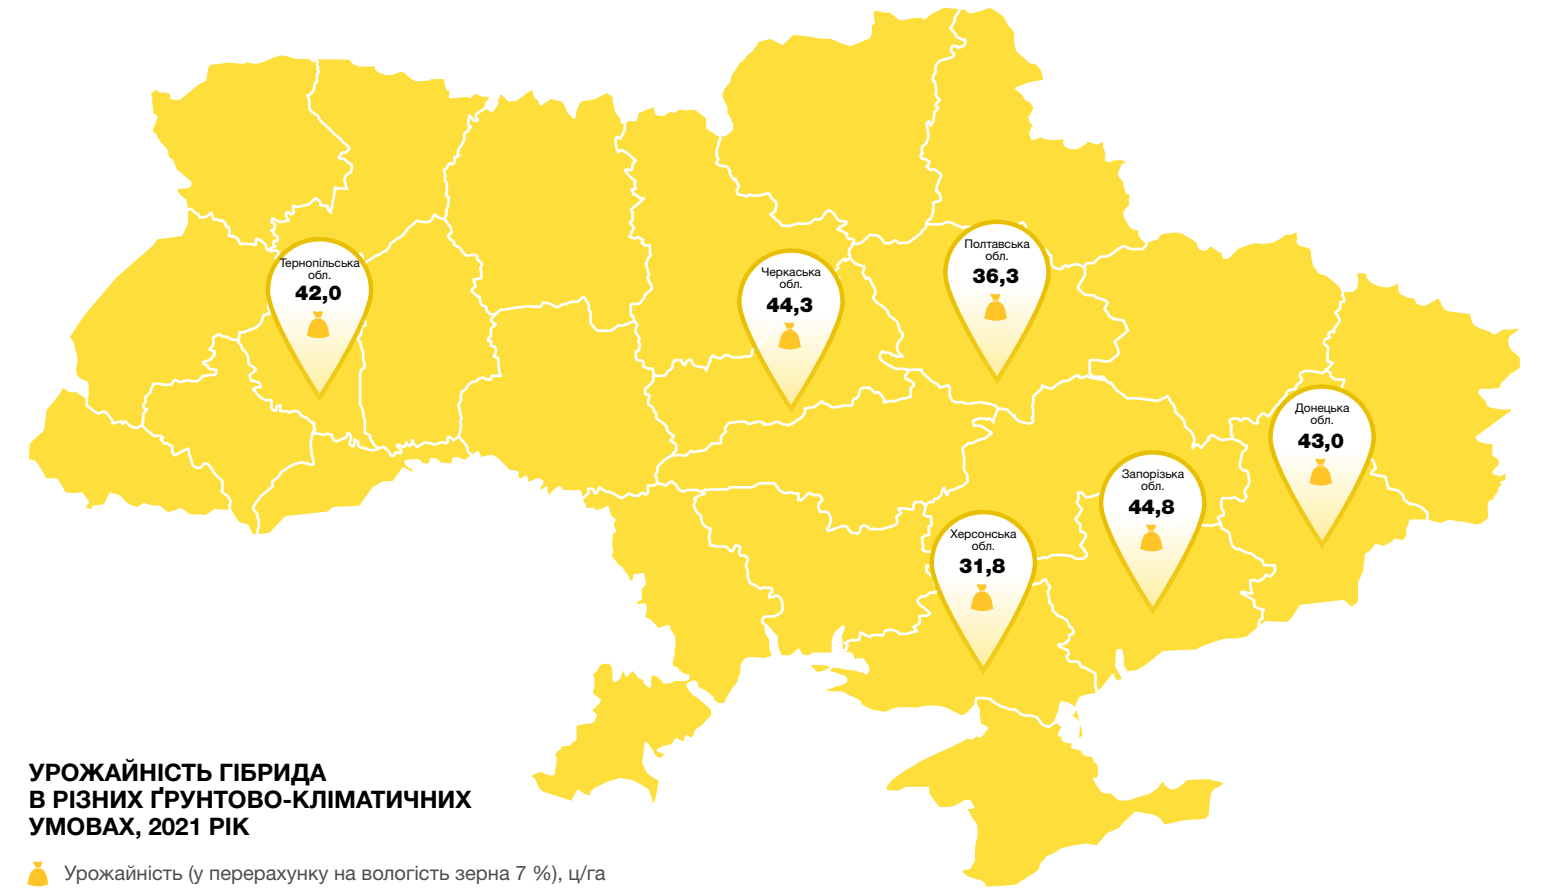 Полтавська
обл.
36,3
Тернопільська
обл.
42,0
Черкаська
обл.
44,3
Донецька
обл.
43,0
Запорізька
обл.
44,8
Херсонська
обл.
31,8
УРОЖАЙНІСТЬ ГІБРИДА
В РІЗНИХ ҐРУНТОВО-КЛІМАТИЧНИХ
УМОВАХ, 2021 РІК
Урожайність (у перерахунку на вологість зерна 7 %), ц/га